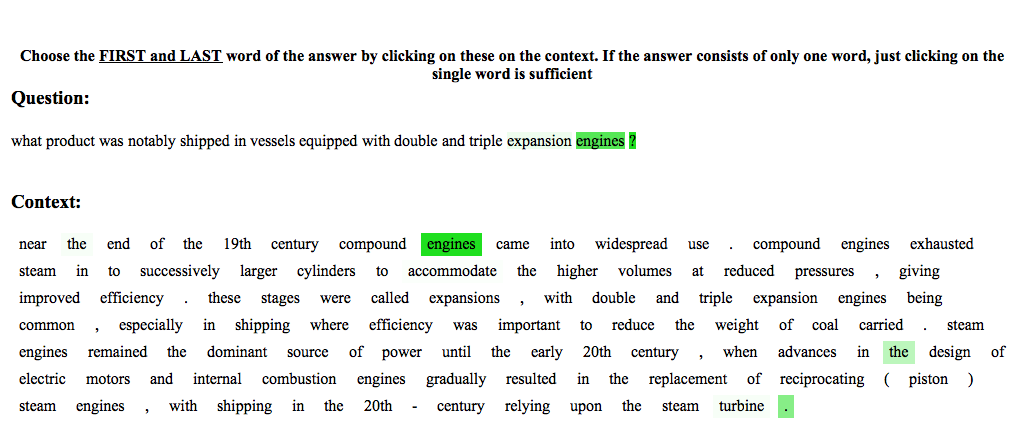 Choose the FIRST and LAST word of the answer by clicking on these on the context. If the answer consists of only one word, just clicking on the
single word is sufficient
Question:
what product was notably shipped in vessels equipped with double and triple expansion engines ?
Context:
near the end of the 19th century compound engines came into widespread use . compound engines exhausted
steam in to successively larger cylinders to accommodate the higher volumes at reduced pressures , giving
improved efficiency . these stages were called expansions , with double and triple expansion engines being
common , especially in shipping where efficiency was important to reduce the weight of coal carried . steam
engines remained the dominant source of power until the early 20th century , when advances in the design of
electric motors and internal combustion engines gradually resulted in the replacement of reciprocating ( piston )
steam engines , with shipping in the 20th - century relying upon the steam turbine .